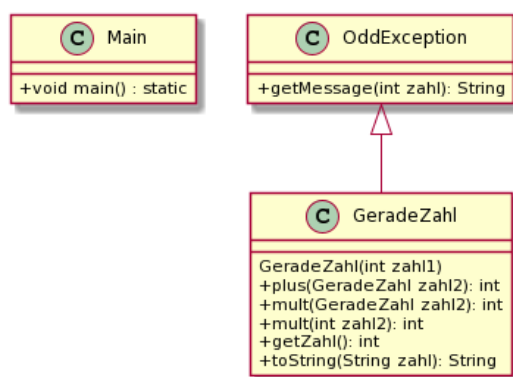 C Main
+void main() : static
C OddException
+getMessage(int zahl): String
C GeradeZahl
GeradeZahl(int zahl1)
+plus(GeradeZahl zahl2): int
+mult(GeradeZahl zahl2): int
+mult(int zahl2): int
+getZahl(): int
+toString(String zahl): String